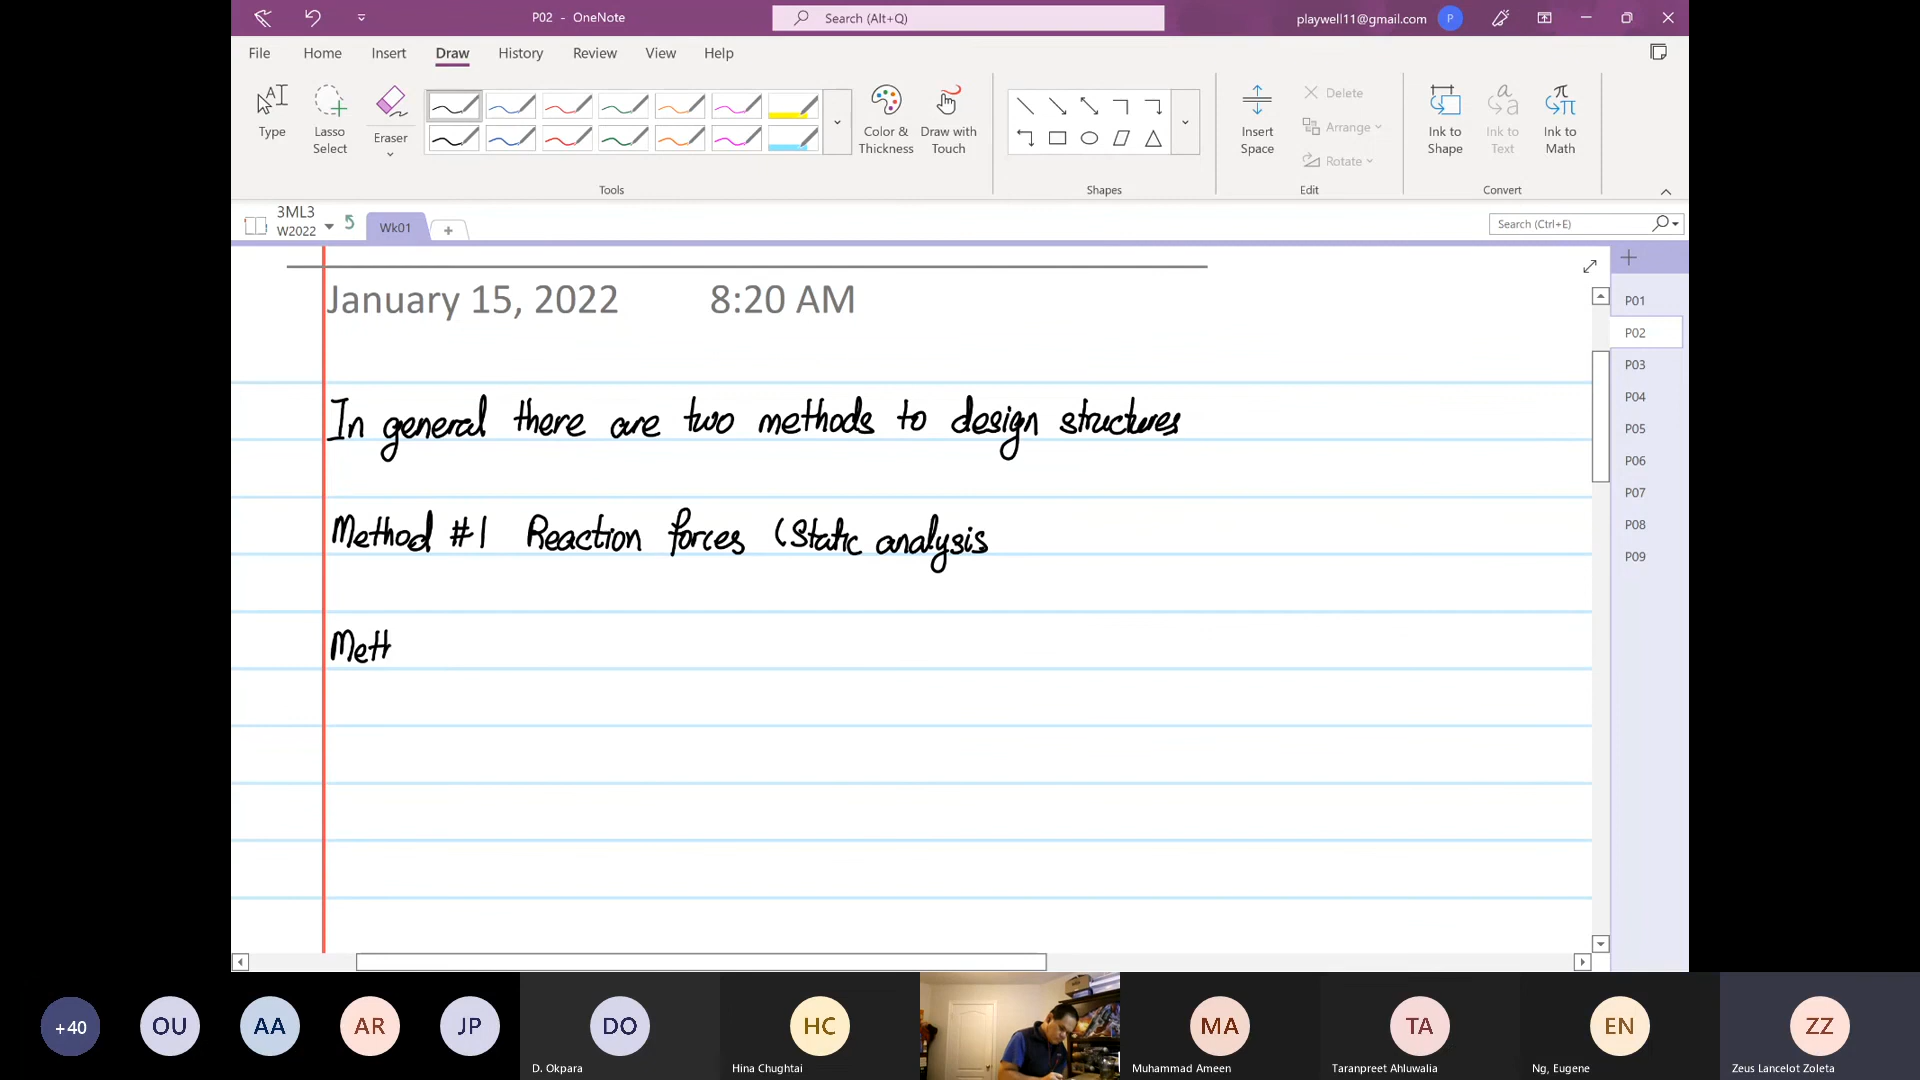 P02 - OneNote
Search (Alt+Q)
playwell11@gmail.com
P
File Home Insert Draw History Review View Help
Type
Lasso Select
Eraser
Color & Thickness
Draw with Touch
Insert Space
Delete
Arrange
Rotate
Ink to Shape
Ink to Text
Ink to Math
Tools Shapes Edit Convert
3ML3
W2022
Wk01
Search (Ctrl+E)
January 15, 2022 8:20 AM
In general there are two methods to design structures
Method #1 Reaction forces (Static analysis
Mett
P01
P02
P03
P04
P05
P06
P07
P08
P09
+40 OU AA AR JP DO HC MA TA EN ZZ
D. Okpara Hina Chughtai Muhammad Ameen Taranpreet Ahluwalia Ng, Eugene Zeus Lancelot Zoleta